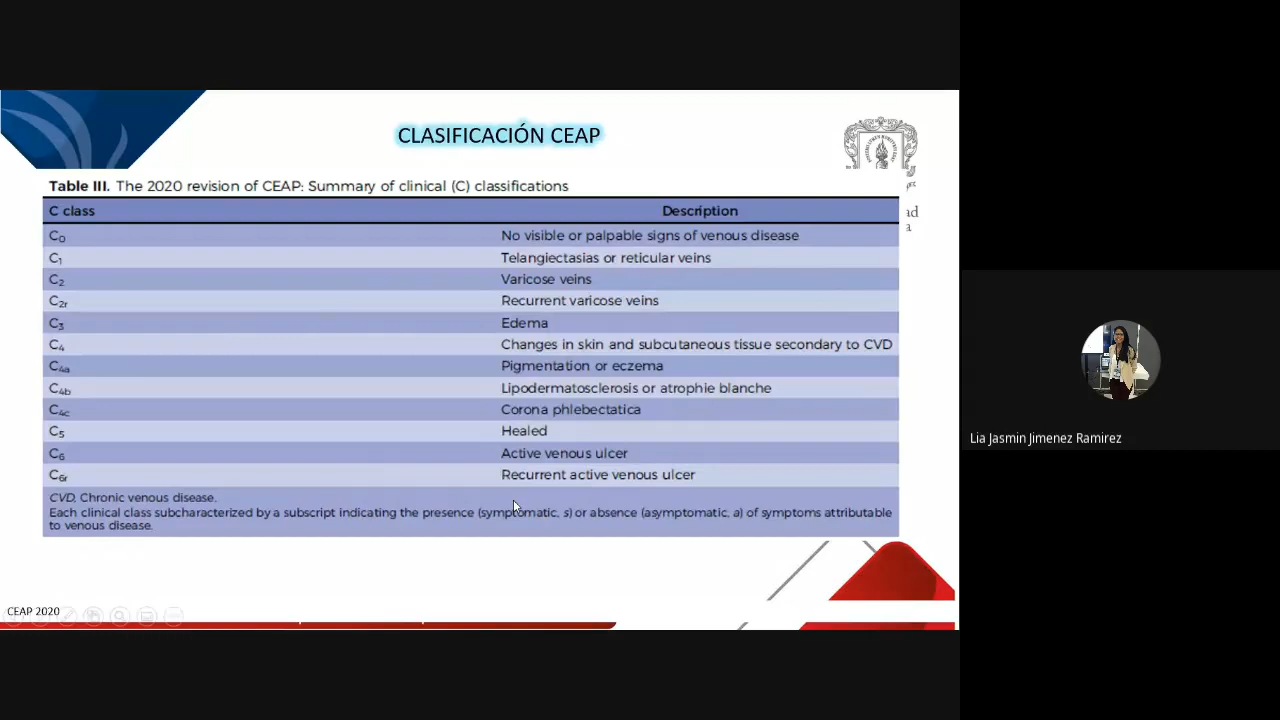 CLASIFICACIÓN CEAP
Table III. The 2020 revision of CEAP: Summary of clinical (C) classifications
C class Description
C0 No visible or palpable signs of venous disease
C1 Telangiectasias or reticular veins
C2 Varicose veins
C2r Recurrent varicose veins
C3 Edema
C4 Changes in skin and subcutaneous tissue secondary to CVD
C4a Pigmentation or eczema
C4b Lipodermatosclerosis or atrophie blanche
C4c Corona phlebectatica
C5 Healed
C6 Active venous ulcer
C6r Recurrent active venous ulcer
CVD, Chronic venous disease.
Each clinical class subcharacterized by a subscript indicating the presence (symptomatic, s) or absence (asymptomatic, a) of symptoms attributable
to venous disease.
ad
a
CEAP 2020
Lia Jasmin Jimenez Ramirez